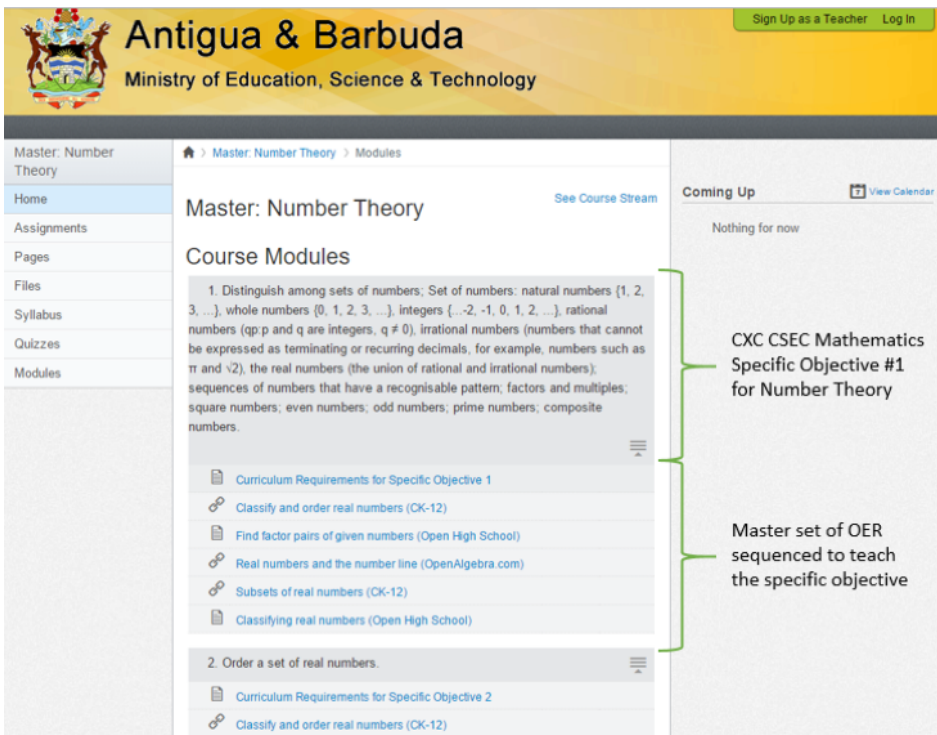 Sign Up as a Teacher Log In
Antigua & Barbuda
Ministry of Education, Science & Technology
Master: Number
Theory
Home
Assignments
Pages
Files
Syllabus
Quizzes
Modules
Master: Number Theory > Modules
See Course Stream
Master: Number Theory
Course Modules
1. Distinguish among sets of numbers; Set of numbers: natural numbers {1, 2,
3, ...}, whole numbers {0, 1, 2, 3, ...}, integers {...-2, -1, 0, 1, 2, ...}, rational
numbers (qp:p and q are integers, q ≠ 0), irrational numbers (numbers that cannot
be expressed as terminating or recurring decimals, for example, numbers such as
π and √2), the real numbers (the union of rational and irrational numbers);
sequences of numbers that have a recognisable pattern; factors and multiples;
square numbers; even numbers; odd numbers; prime numbers; composite
numbers.
Curriculum Requirements for Specific Objective 1
Classify and order real numbers (CK-12)
Find factor pairs of given numbers (Open High School)
Real numbers and the number line (OpenAlgebra.com)
Subsets of real numbers (CK-12)
Classifying real numbers (Open High School)
2. Order a set of real numbers.
Curriculum Requirements for Specific Objective 2
Classify and order real numbers (CK-12)
Coming Up
7 View Calendar
Nothing for now
CXC CSEC Mathematics
Specific Objective #1
for Number Theory
Master set of OER
sequenced to teach
the specific objective